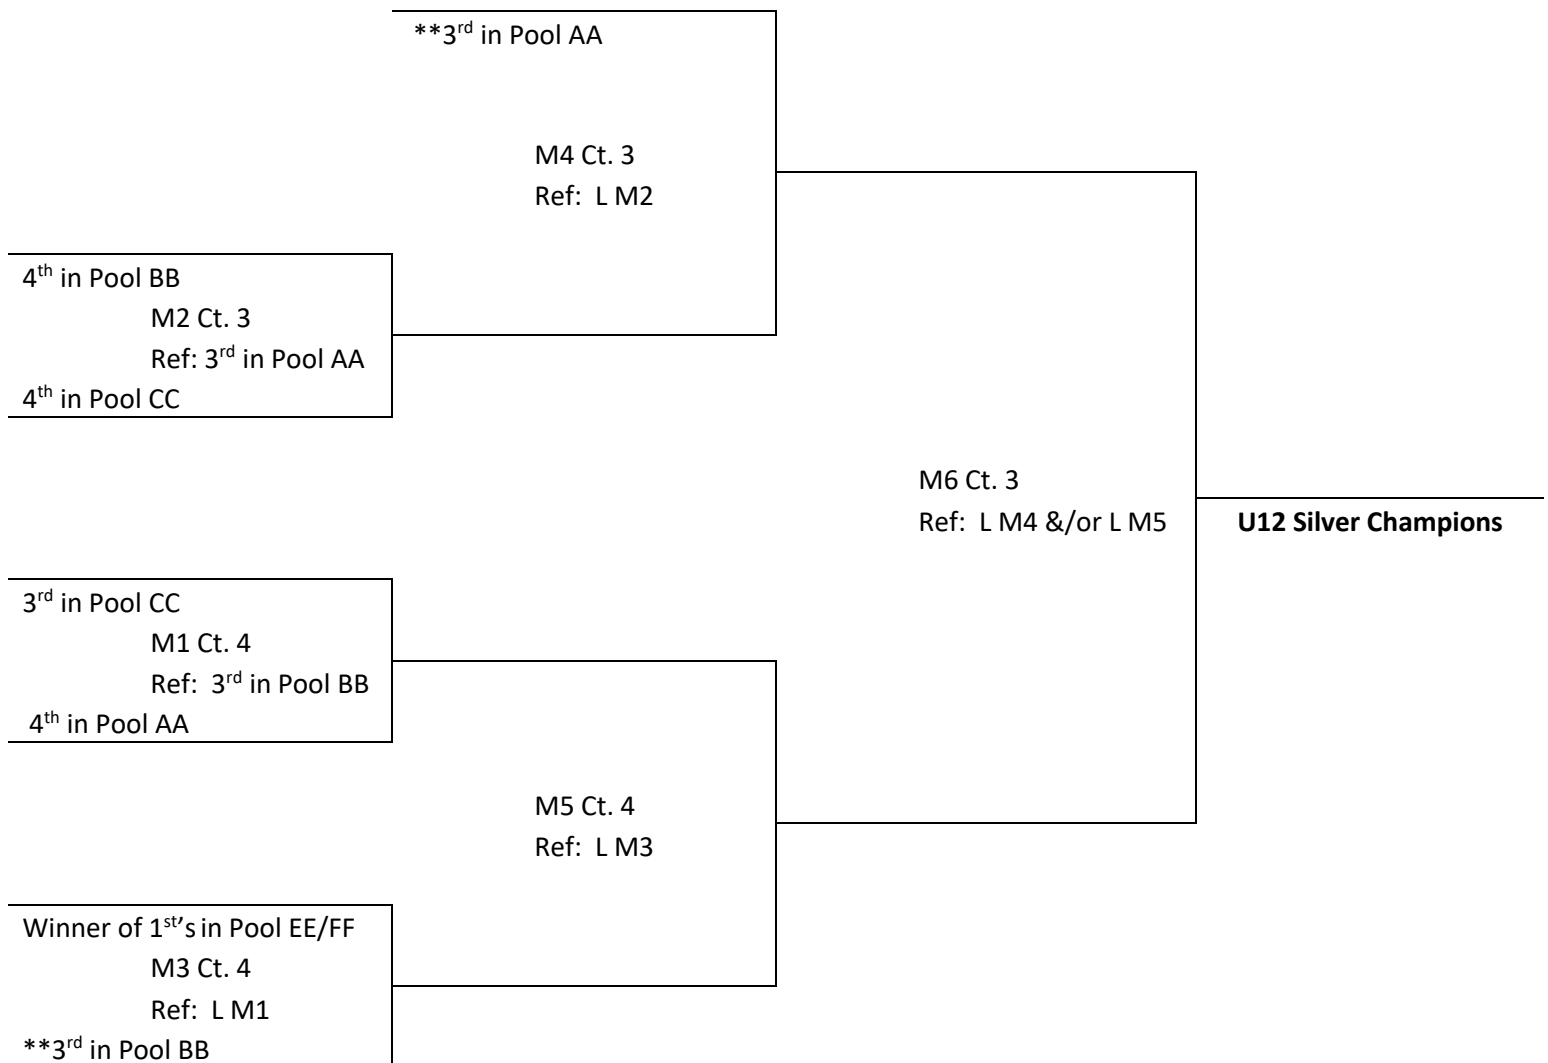 **3rd in Pool AA
M4 Ct. 3
Ref: L M2
4th in Pool BB
M2 Ct. 3
Ref: 3rd in Pool AA
4th in Pool CC
M6 Ct. 3
Ref: L M4 &/or L M5
U12 Silver Champions
3rd in Pool CC
M1 Ct. 4
Ref: 3rd in Pool BB
4th in Pool AA
M5 Ct. 4
Ref: L M3
Winner of 1st's in Pool EE/FF
M3 Ct. 4
Ref: L M1
**3rd in Pool BB